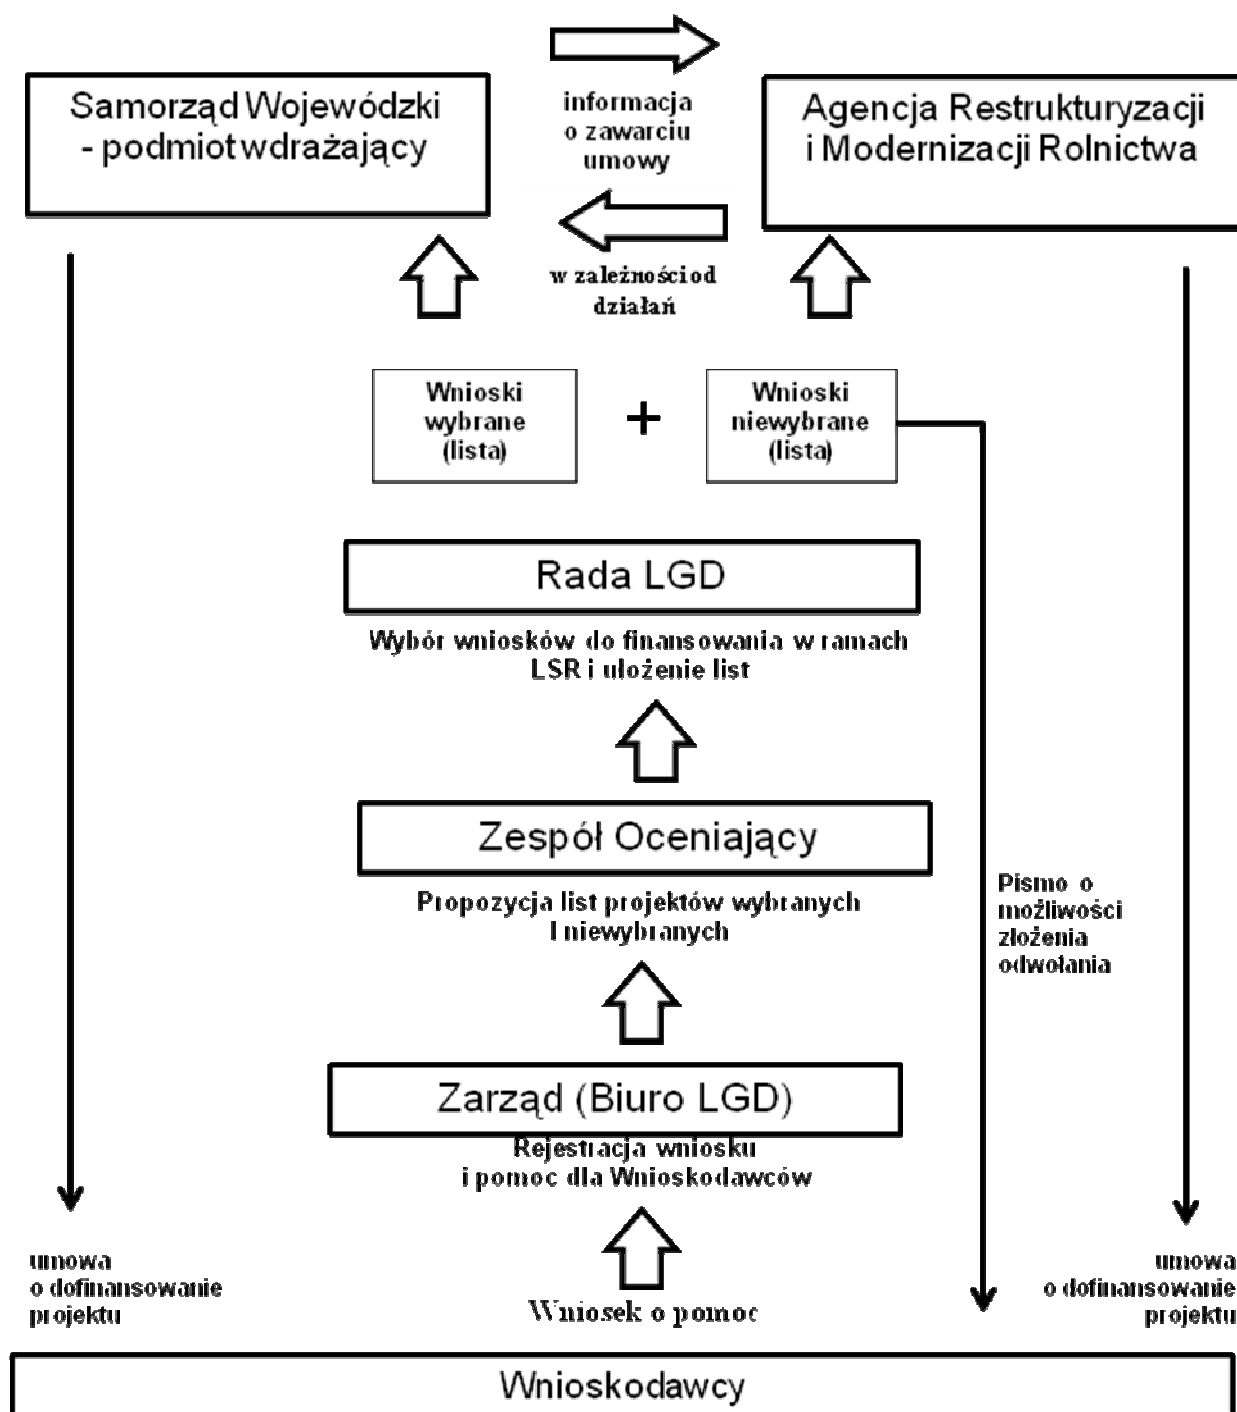 Samorząd Wojewódzki
- podmiot wdrażający
informacja
o zawarciu
umowy
Agencja Restrukturyzacji
i Modernizacji Rolnictwa
w zależności od
działań
Wnioski
wybrane
(lista)
+
Wnioski
niewybrane
(lista)
Rada LGD
Wybór wniosków do finansowania w ramach
LSR i ułożenie list
Zespół Oceniający
Propozycja list projektów wybranych
I niewybranych
Pismo o
możliwości
złożenia
odwołania
Zarząd (Biuro LGD)
Rejestracja wniosku
i pomoc dla Wnioskodawców
umowa
o dofinansowanie
projektu
Wniosek o pomoc
umowa
o dofinansowanie
projektu
Wnioskodawcy